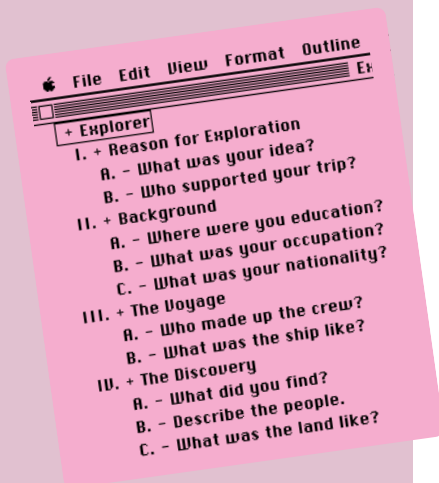 File Edit View Format Outline
Ex
+ Explorer
I. + Reason for Exploration
A. - What was your idea?
B. - Who supported your trip?
II. + Background
A. - Where were you education?
B. - What was your occupation?
C. - What was your nationality?
III. + The Voyage
A. - Who made up the crew?
B. - What was the ship like?
IV. + The Discovery
A. - What did you find?
B. - Describe the people.
C. - What was the land like?